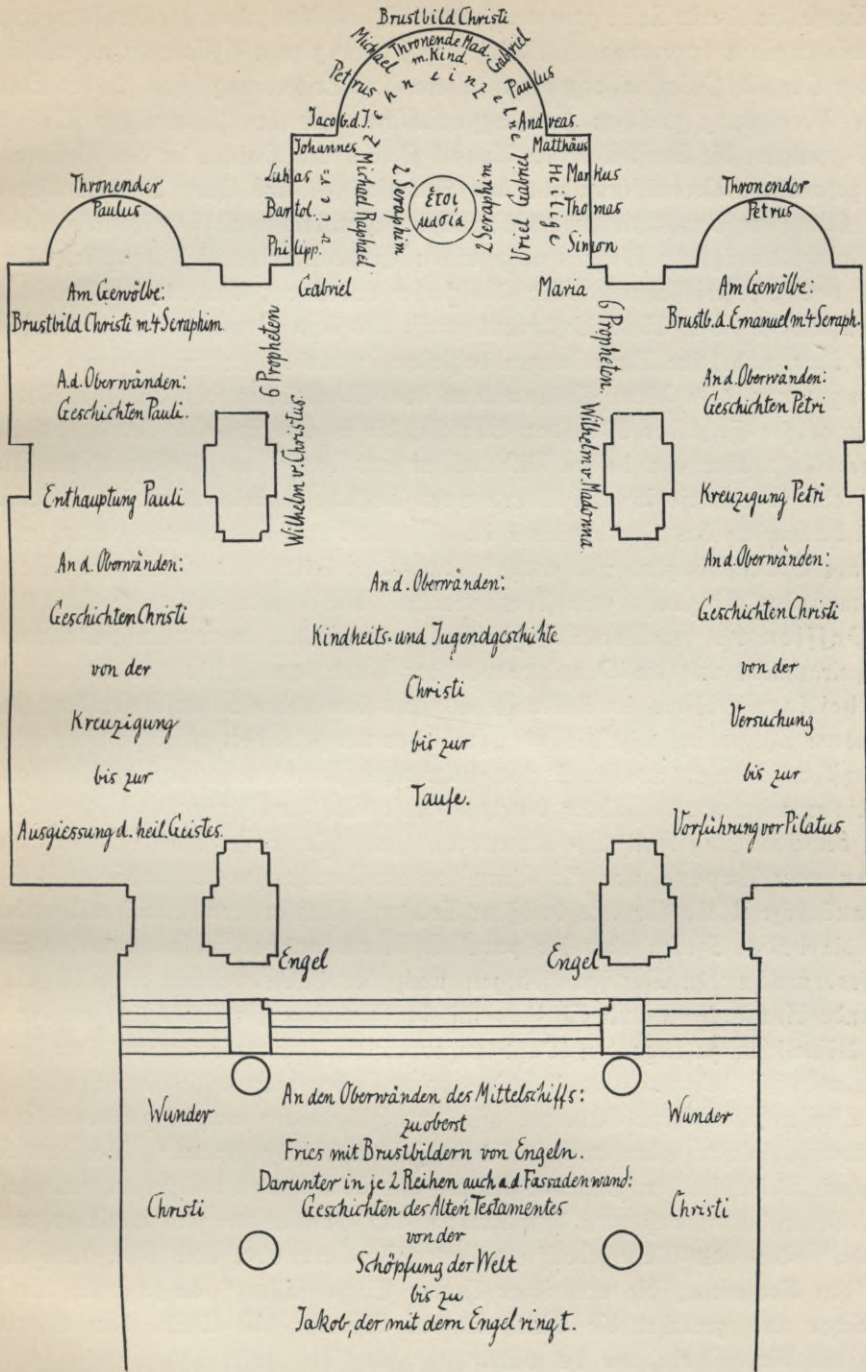 Brustbild Christi
Michael
Thronende Mad.
m. Kind.
Gabriel
Petrus
Paulus
Jacob. d. J.
Andreas.
zehn einzelne
Johannes
Matthäus
Lukas
Markus
Bartol.
Thomas
Philipp.
Simon
Michael Raphael
2 Seraphim
ἑτοι
μασία
2 Seraphim
Uriel Gabriel
Heilige
Thronender
Paulus
Thronender
Petrus
Gabriel
Maria
Am Gewölbe:
Brustbild Christi m. 4 Seraphim.
Am Gewölbe:
Brustb. d. Emanuel m. 4 Seraph.
6 Propheten
6 Propheten.
A. d. Oberwänden:
Geschichten Pauli.
An d. Oberwänden:
Geschichten Petri
Wilhelm v. Christus.
Wilhelm v. Madonna.
Enthauptung Pauli
Kreuzigung Petri
An d. Oberwänden:
Geschichten Christi
von der
Kreuzigung
bis zur
Ausgiessung d. heil. Geistes.
An d. Oberwänden:
Kindheits- und Jugendgeschichte
Christi
bis zur
Taufe.
An d. Oberwänden:
Geschichten Christi
von der
Versuchung
bis zur
Vorführung vor Pilatus.
Engel
Engel
Wunder
Christi
An den Oberwänden des Mittelschiffs:
zu oberst
Fries mit Brustbildern von Engeln.
Darunter in je 2 Reihen auch a. d. Fassadenwand:
Geschichten des Alten Testamentes
von der
Schöpfung der Welt
bis zu
Jakob, der mit dem Engel ringt.
Wunder
Christi